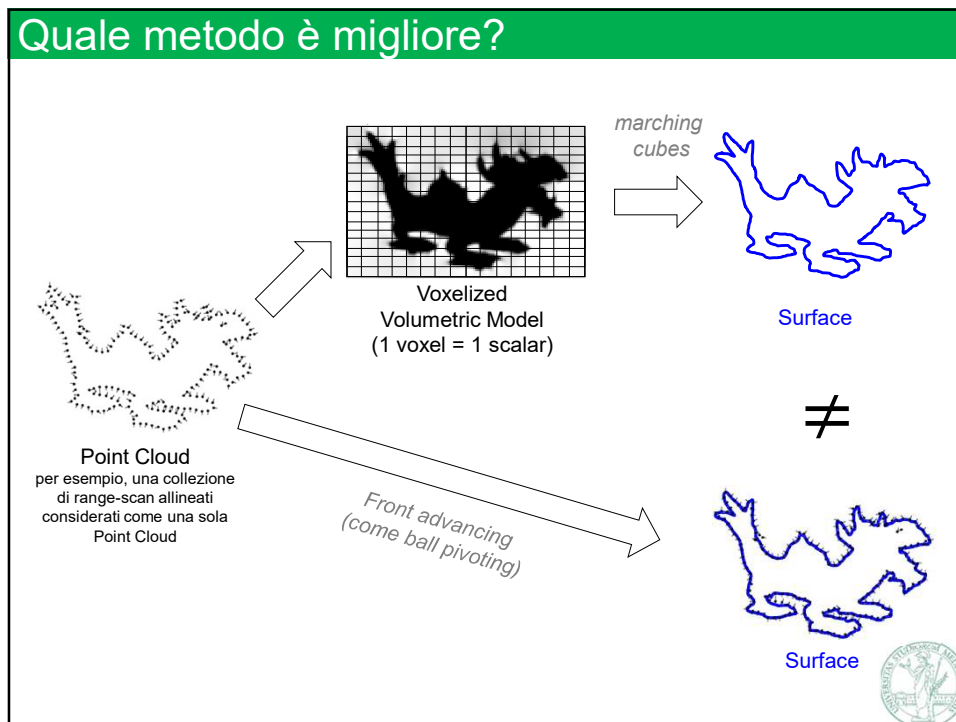 Quale metodo è migliore?
marching
cubes
Voxelized
Volumetric Model
(1 voxel = 1 scalar)
Surface
≠
Point Cloud
per esempio, una collezione
di range-scan allineati
considerati come una sola
Point Cloud
Front advancing
(come ball pivoting)
Surface